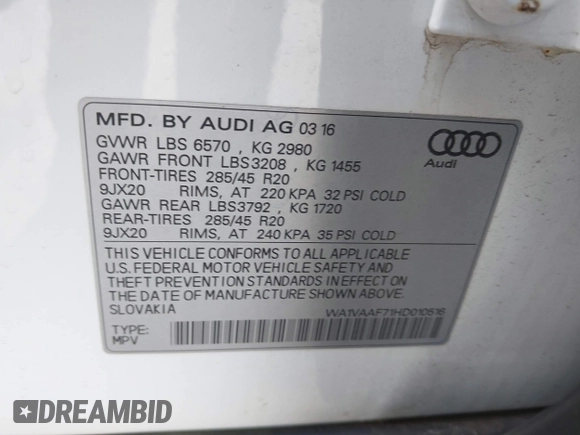 MFD. BY AUDI AG 03 16
GVWR LBS 6570 , KG 2980
GAWR FRONT LBS3208 , KG 1455
FRONT-TIRES 285/45 R20
9JX20 RIMS, AT 220 KPA 32 PSI COLD
GAWR REAR LBS3792 , KG 1720
REAR-TIRES 285/45 R20
9JX20 RIMS, AT 240 KPA 35 PSI COLD
Audi
THIS VEHICLE CONFORMS TO ALL APPLICABLE
U.S. FEDERAL MOTOR VEHICLE SAFETY AND
THEFT PREVENTION STANDARDS IN EFFECT ON
THE DATE OF MANUFACTURE SHOWN ABOVE.
SLOVAKIA
WA1VAAF71HD010516
TYPE:
MPV
DREAMBID